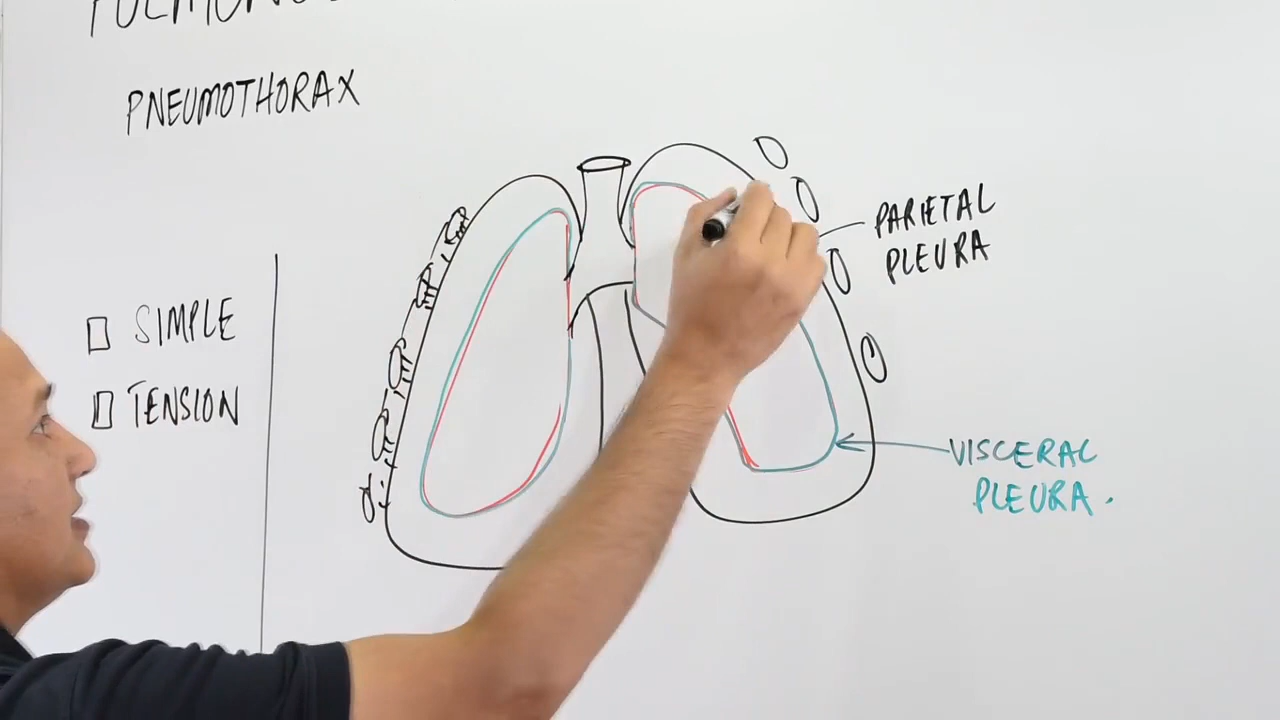 PNEUMOTHORAX
PARIETAL
PLEURA
SIMPLE
TENSION
VISCERAL
PLEURA.